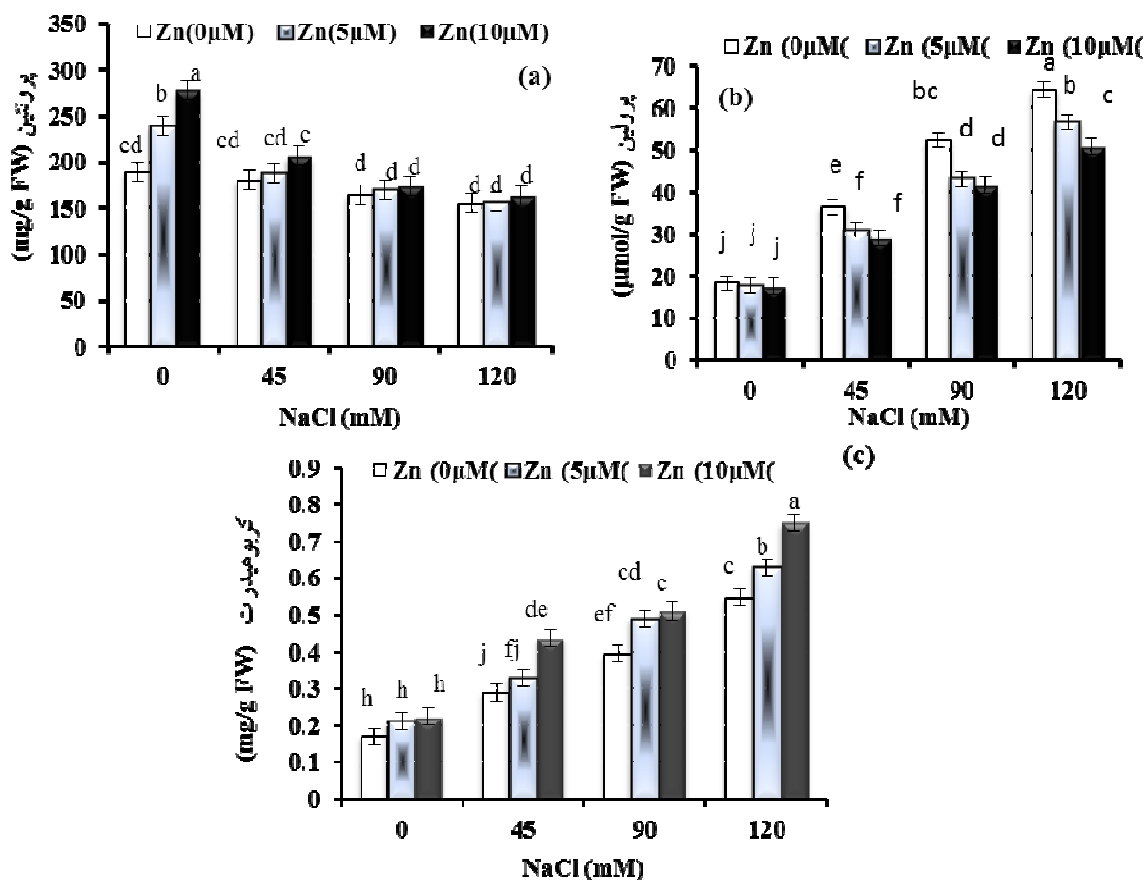 Zn(0µM) Zn(5µM) Zn(10µM)
(a)
پروتئین (mg/g FW)
350
300
250
200
150
100
50
0
cd b a
cd cd c
d d d
d d d
0 45 90 120
NaCl (mM)
Zn (0µM( Zn (5µM( Zn (10µM(
(b)
پرولین (µmol/g FW)
70
60
50
40
30
20
10
0
j j j
e f f
bc d d
a b c
0 45 90 120
NaCl (mM)
(c)
Zn (0µM( Zn (5µM( Zn (10µM(
کربوهیدرت (mg/g FW)
0.9
0.8
0.7
0.6
0.5
0.4
0.3
0.2
0.1
0
h h h
j fj de
ef cd c
c b a
0 45 90 120
NaCl (mM)